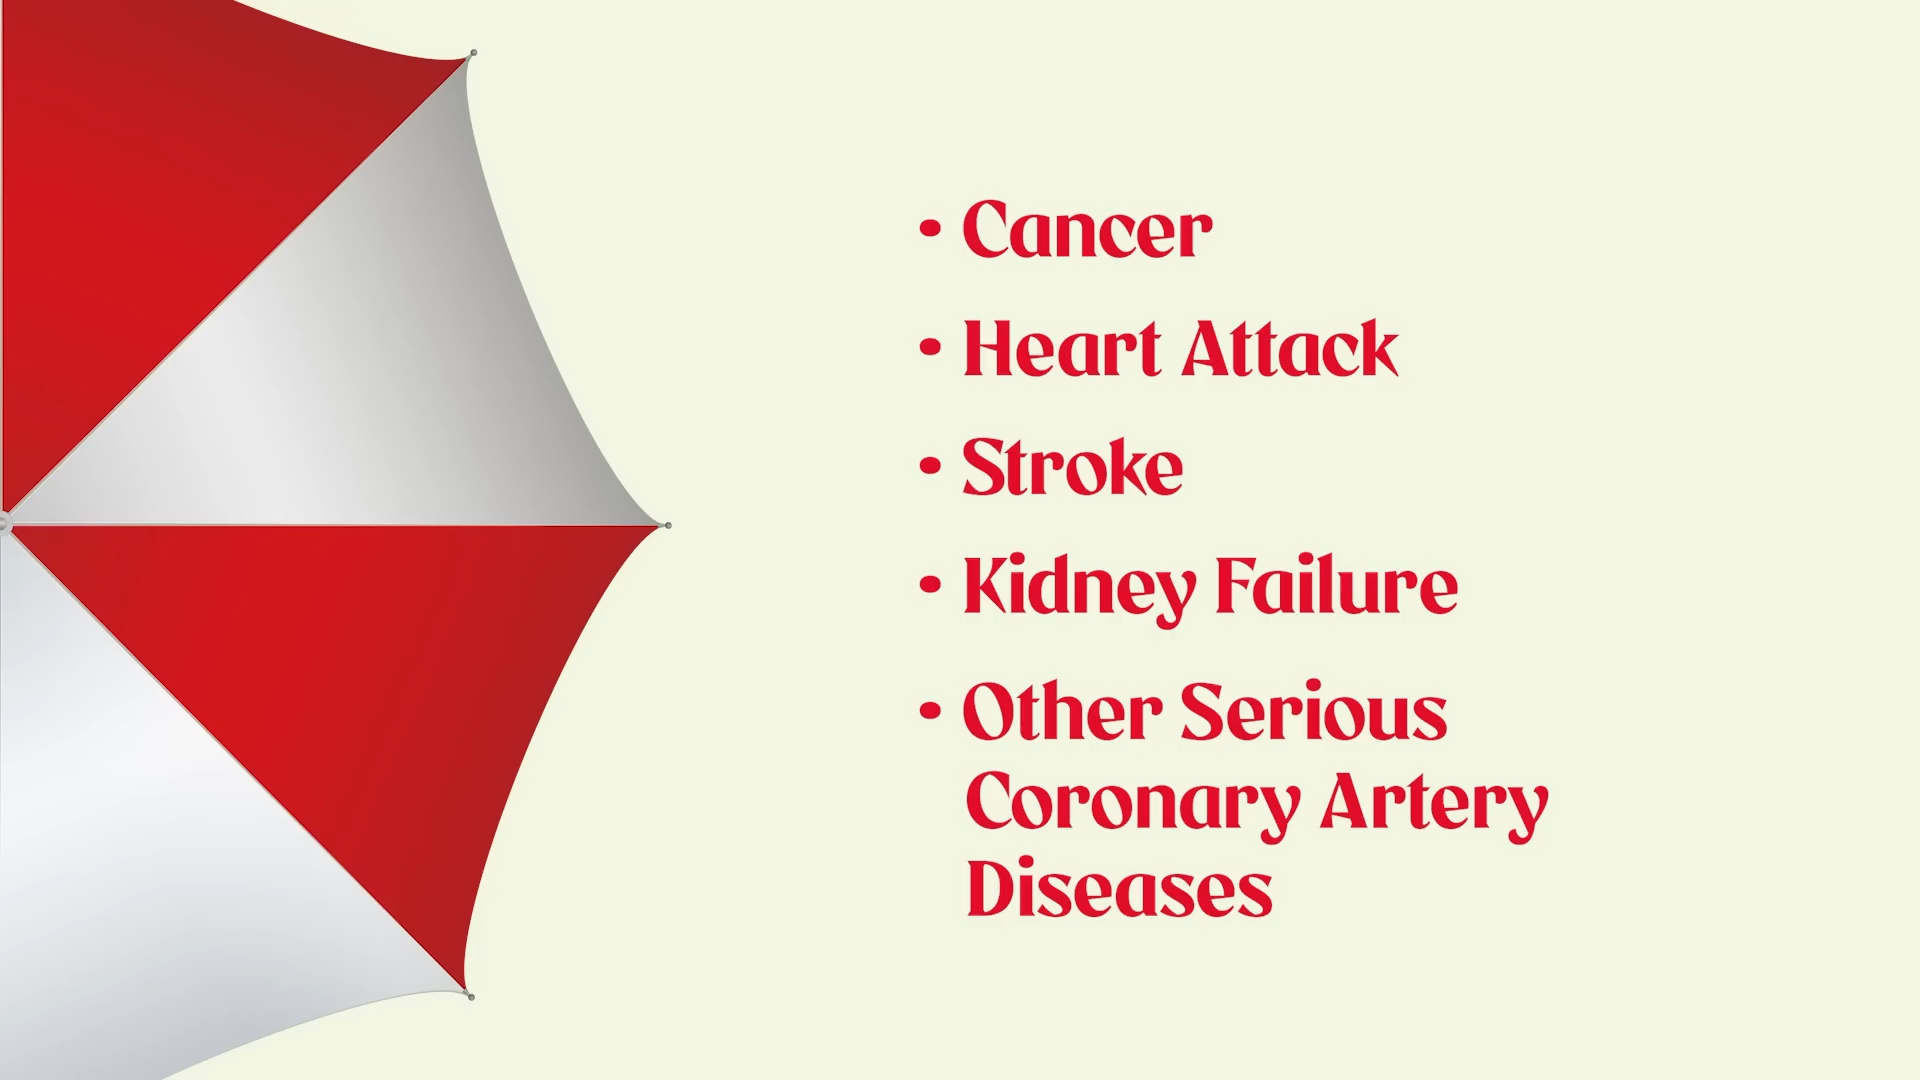 • Cancer
• Heart Attack
• Stroke
• Kidney Failure
• Other Serious
Coronary Artery
Diseases